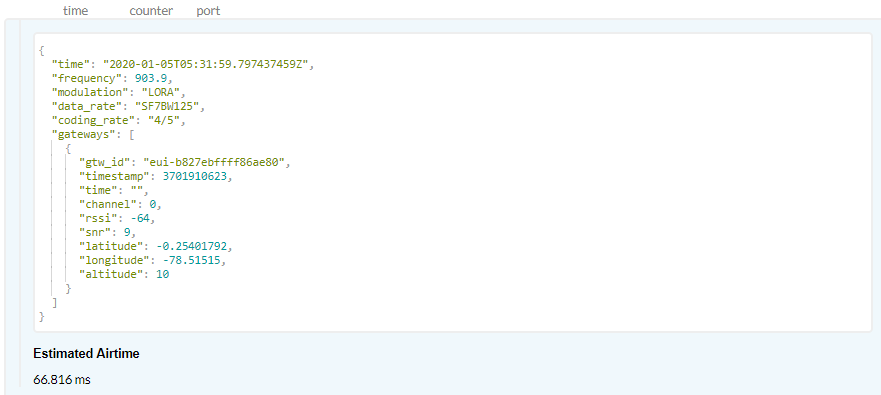 time counter port
{
"time": "2020-01-05T05:31:59.797437459Z",
"frequency": 903.9,
"modulation": "LORA",
"data_rate": "SF7BW125",
"coding_rate": "4/5",
"gateways": [
{
"gtw_id": "eui-b827ebffff86ae80",
"timestamp": 3701910623,
"time": "",
"channel": 0,
"rssi": -64,
"snr": 9,
"latitude": -0.25401792,
"longitude": -78.51515,
"altitude": 10
}
]
}
Estimated Airtime
66.816 ms